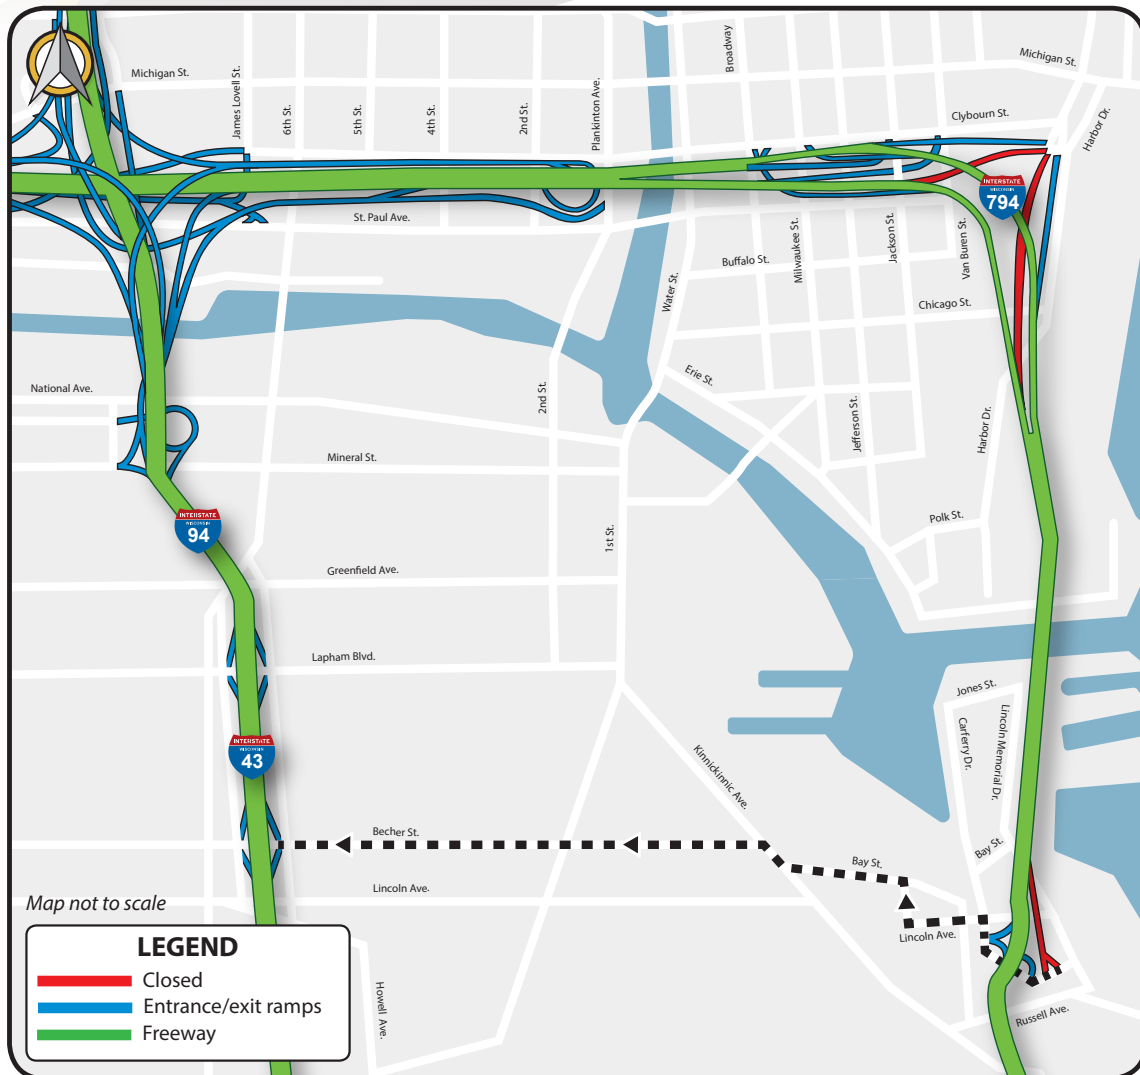 Michigan St.
James Lovell St.
6th St.
5th St.
4th St.
2nd St.
Plankinton Ave.
Broadway
Michigan St.
Clybourn St.
Harbor Dr.
INTERSTATE
WISCONSIN
794
St. Paul Ave.
Buffalo St.
Milwaukee St.
Jackson St.
Van Buren St.
Water St.
Chicago St.
National Ave.
2nd St.
Erie St.
Jefferson St.
Harbor Dr.
Mineral St.
INTERSTATE
WISCONSIN
94
1st St.
Polk St.
Greenfield Ave.
Lapham Blvd.
Jones St.
Carferry Dr.
Lincoln Memorial Dr.
INTERSTATE
WISCONSIN
43
Kinnickinnic Ave.
Becher St.
Bay St.
Bay St.
Lincoln Ave.
Lincoln Ave.
Howell Ave.
Russell Ave.
Map not to scale
LEGEND
Closed
Entrance/exit ramps
Freeway